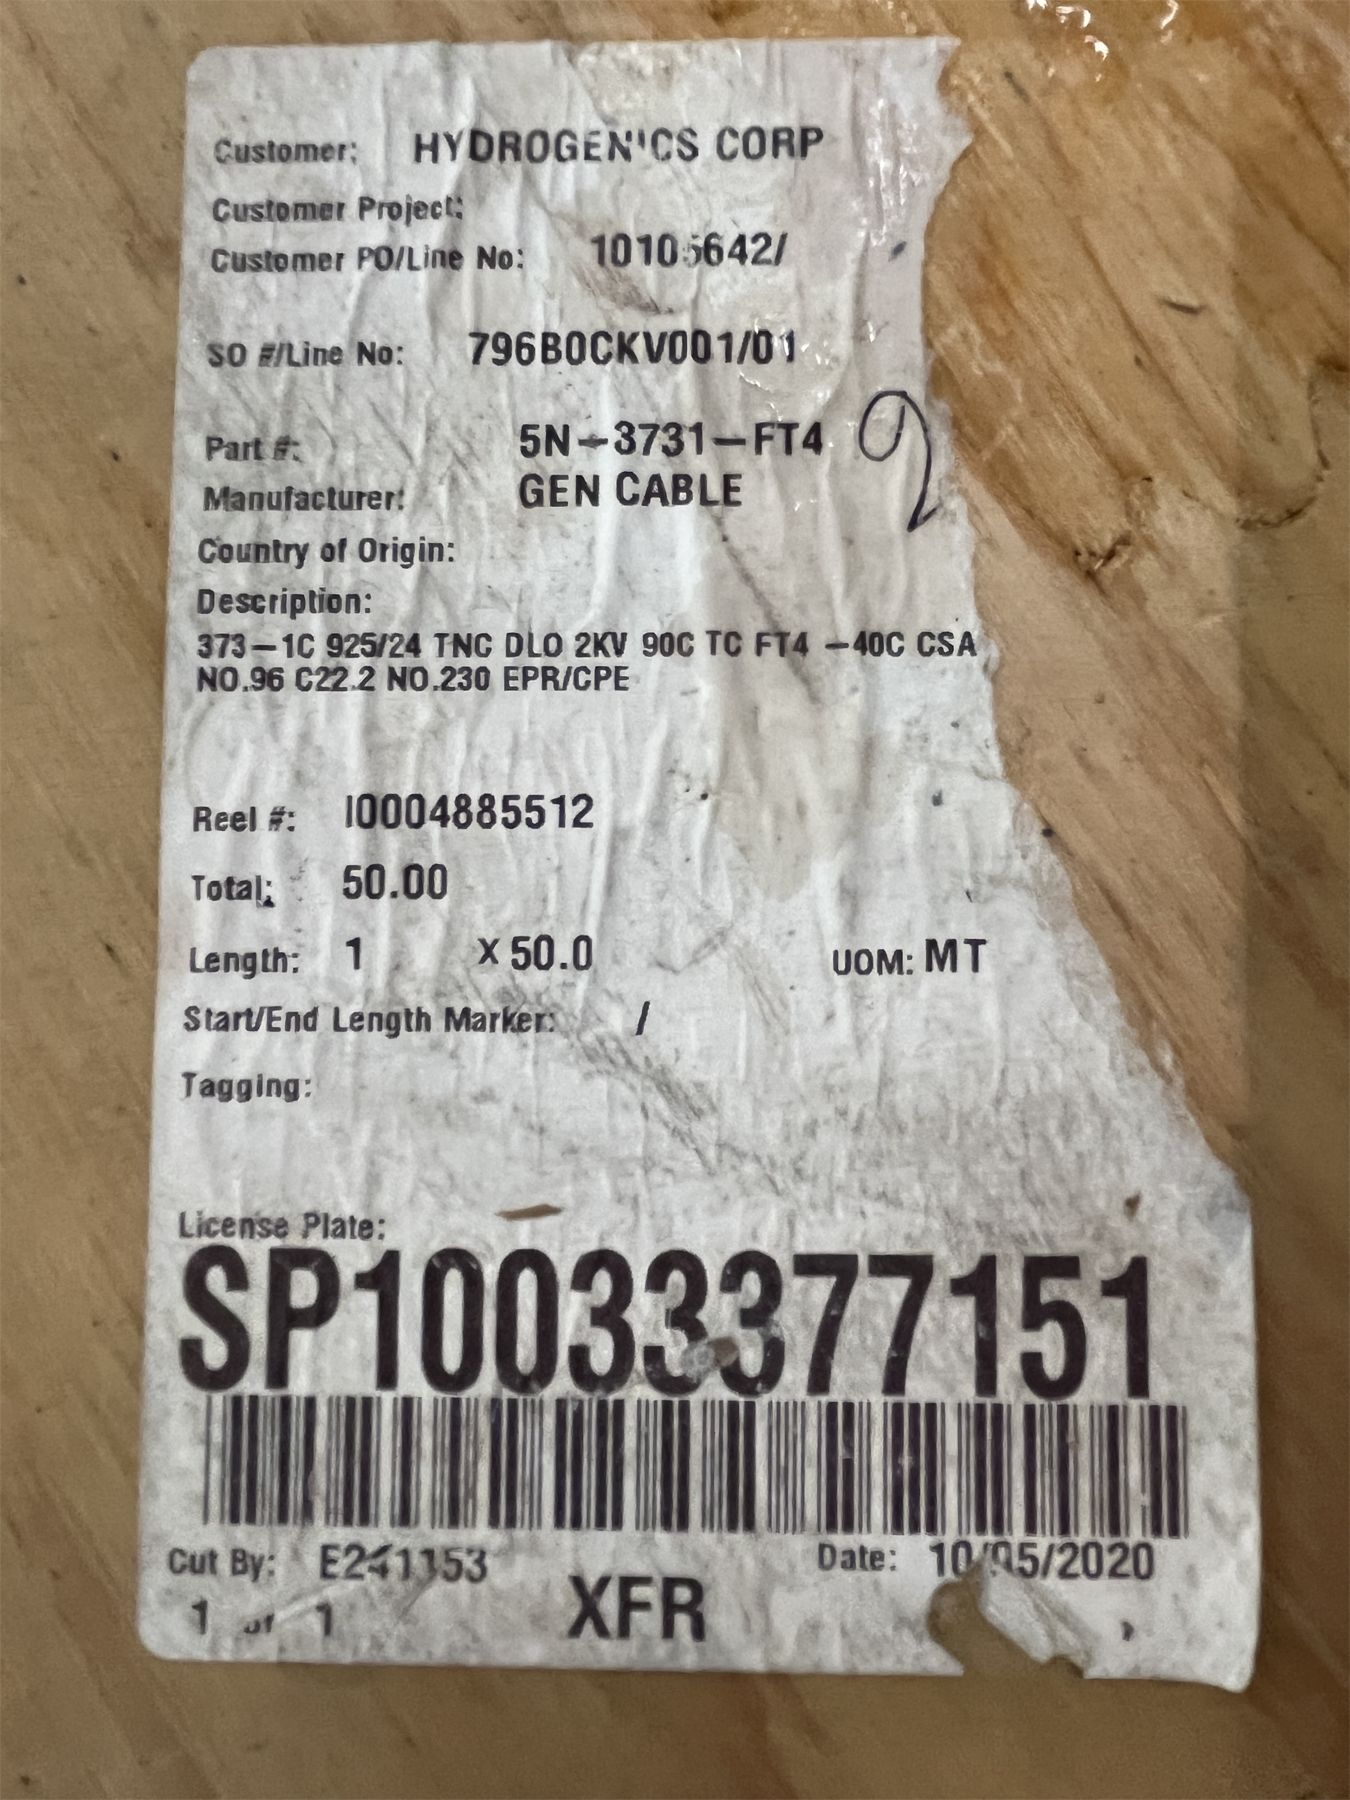 Customer: HYDROGENICS CORP
Customer Project:
Customer PO/Line No: 10105642/
SO #/Line No: 796B0CKV001/01
Part #: 5N-3731-FT4
Manufacturer: GEN CABLE
Country of Origin:
Description:
373-1C 925/24 TNC DLO 2KV 90C TC FT4 -40C CSA
NO.96 C22.2 NO.230 EPR/CPE
Reel #: I0004885512
Total: 50.00
Length: 1 X 50.0 UOM: MT
Start/End Length Marker: /
Tagging:
License Plate:
SP10033377151
Cut By: E241153 Date: 10/05/2020
1 of 1 XFR